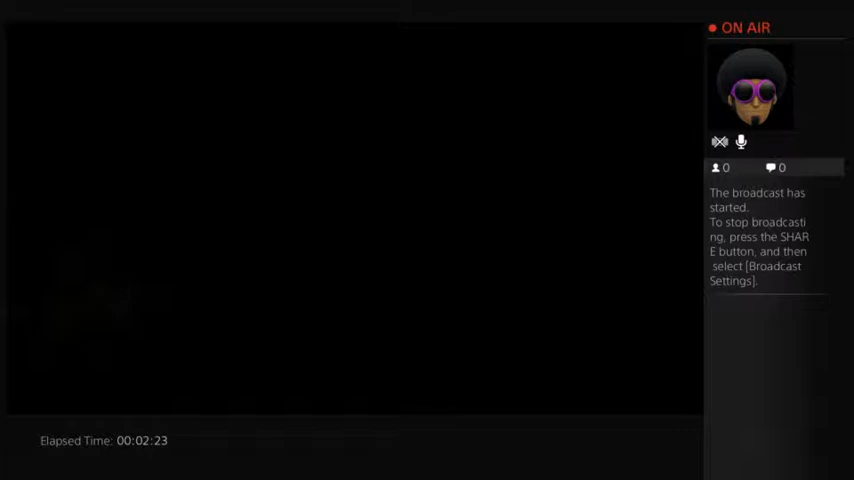 ON AIR
0 0
The broadcast has
started.
To stop broadcasti
ng, press the SHAR
E button, and then
select [Broadcast
Settings].
Elapsed Time: 00:02:23